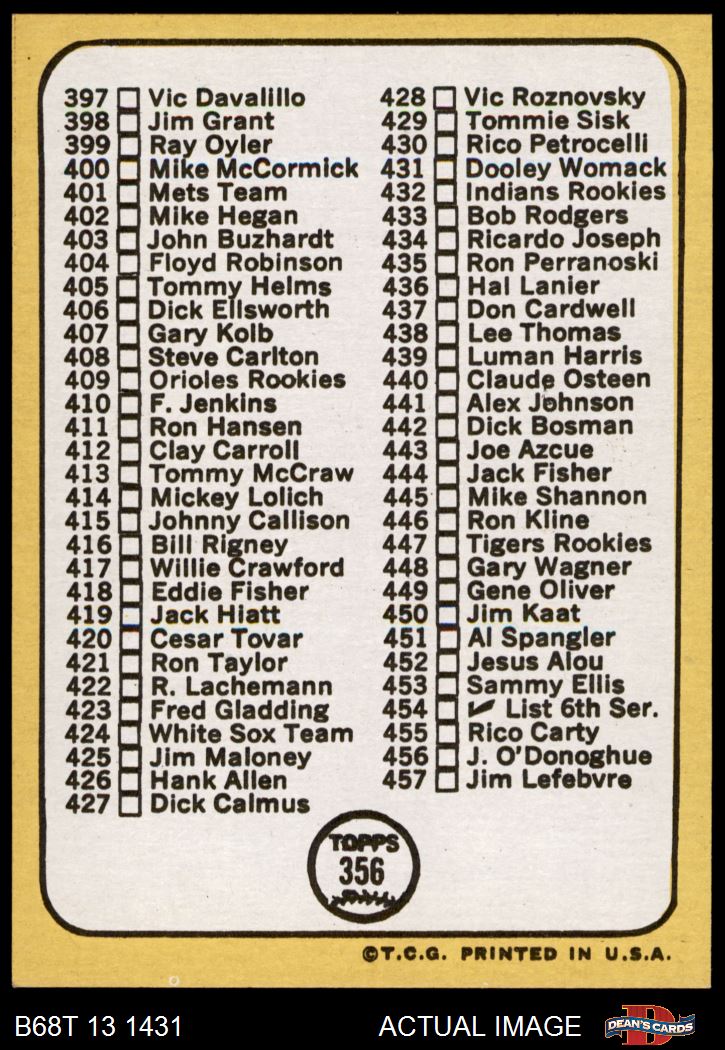 397 Vic Davalillo
398 Jim Grant
399 Ray Oyler
400 Mike McCormick
401 Mets Team
402 Mike Hegan
403 John Buzhardt
404 Floyd Robinson
405 Tommy Helms
406 Dick Ellsworth
407 Gary Kolb
408 Steve Carlton
409 Orioles Rookies
410 F. Jenkins
411 Ron Hansen
412 Clay Carroll
413 Tommy McCraw
414 Mickey Lolich
415 Johnny Callison
416 Bill Rigney
417 Willie Crawford
418 Eddie Fisher
419 Jack Hiatt
420 Cesar Tovar
421 Ron Taylor
422 R. Lachemann
423 Fred Gladding
424 White Sox Team
425 Jim Maloney
426 Hank Allen
427 Dick Calmus
428 Vic Roznovsky
429 Tommie Sisk
430 Rico Petrocelli
431 Dooley Womack
432 Indians Rookies
433 Bob Rodgers
434 Ricardo Joseph
435 Ron Perranoski
436 Hal Lanier
437 Don Cardwell
438 Lee Thomas
439 Luman Harris
440 Claude Osteen
441 Alex Johnson
442 Dick Bosman
443 Joe Azcue
444 Jack Fisher
445 Mike Shannon
446 Ron Kline
447 Tigers Rookies
448 Gary Wagner
449 Gene Oliver
450 Jim Kaat
451 Al Spangler
452 Jesus Alou
453 Sammy Ellis
454 ✓ List 6th Ser.
455 Rico Carty
456 J. O'Donoghue
457 Jim Lefebvre
TOPPS
356
©T.C.G. PRINTED IN U.S.A.
B68T 13 1431
ACTUAL IMAGE
D
DEAN'S CARDS